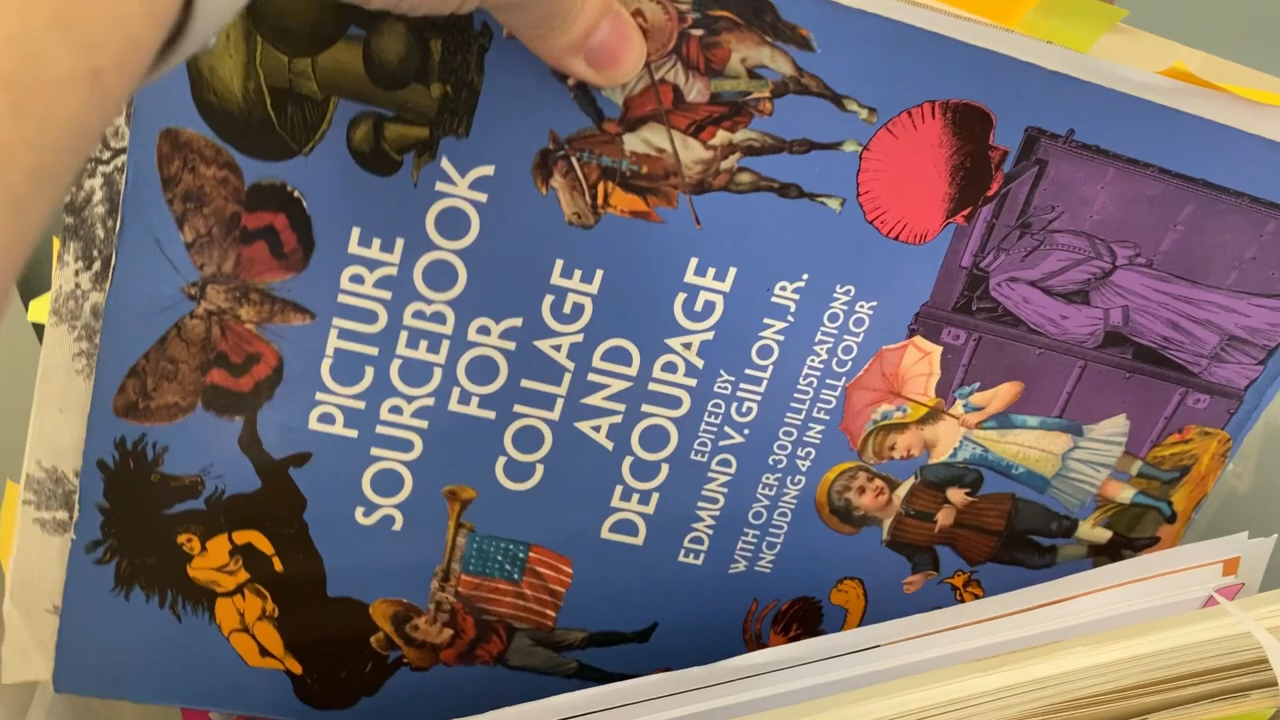 PICTURE
SOURCEBOOK
FOR
COLLAGE
AND
DECOUPAGE
EDITED BY
EDMUND V. GILLON, JR.
WITH OVER 300 ILLUSTRATIONS
INCLUDING 45 IN FULL COLOR